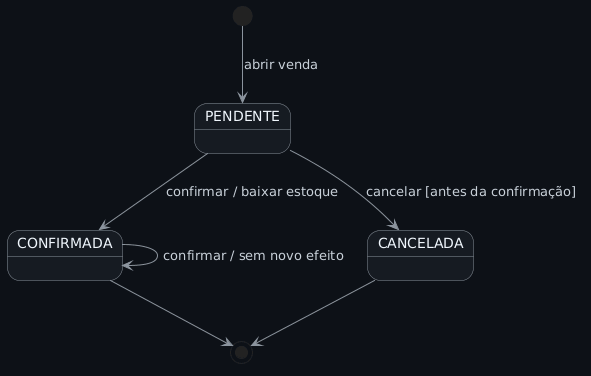 abrir venda
PENDENTE
confirmar / baixar estoque
cancelar [antes da confirmação]
CONFIRMADA
confirmar / sem novo efeito
CANCELADA